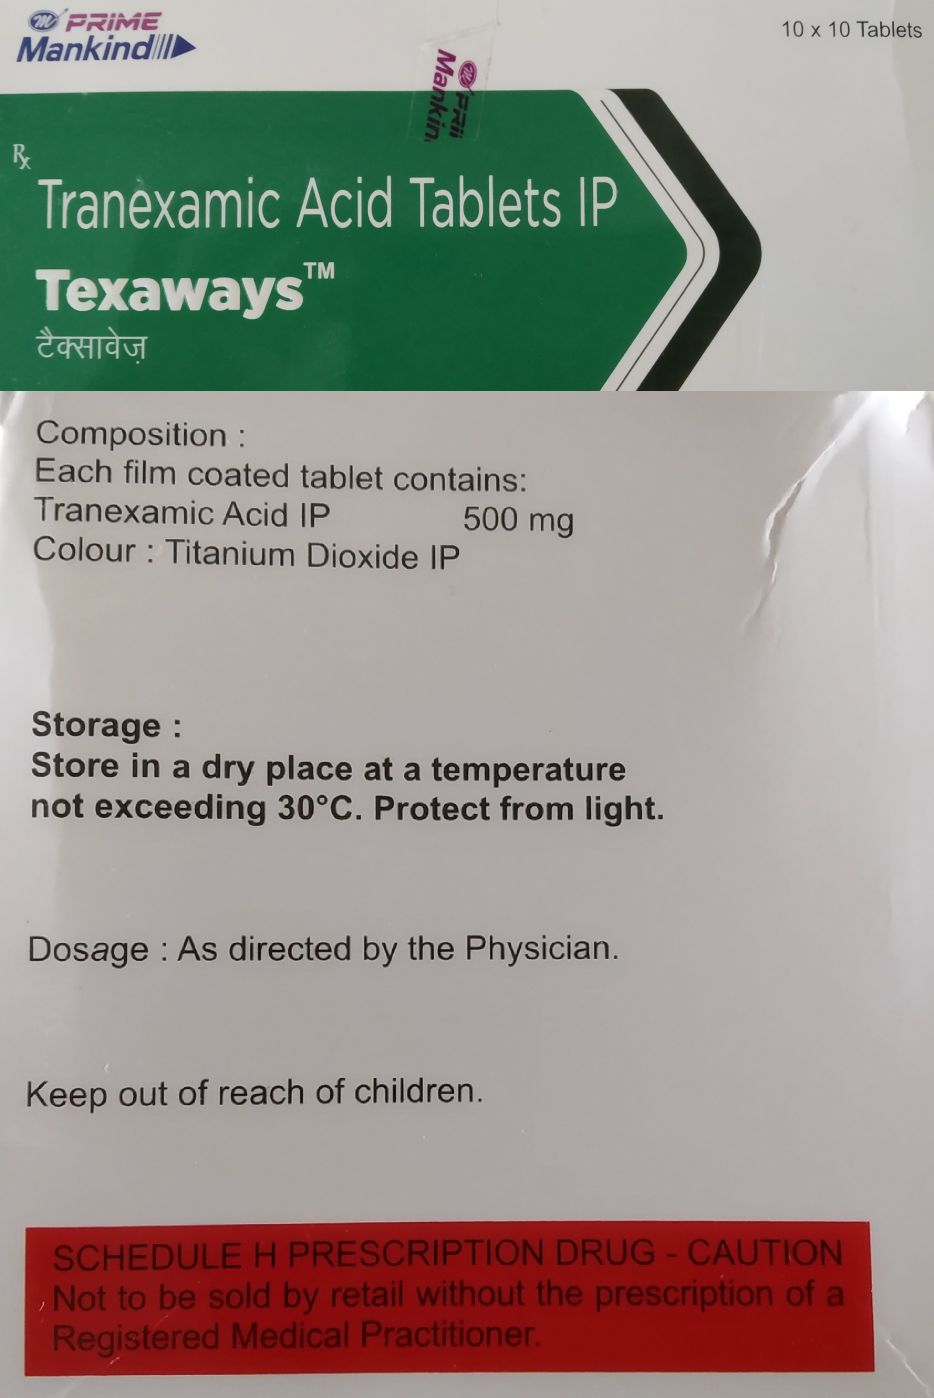 m PRIME
Mankind
10 x 10 Tablets
PRI
Mankin
Rx
Tranexamic Acid Tablets IP
Texaways™
टैक्सावेज़
Composition :
Each film coated tablet contains:
Tranexamic Acid IP 500 mg
Colour : Titanium Dioxide IP
Storage :
Store in a dry place at a temperature
not exceeding 30°C. Protect from light.
Dosage : As directed by the Physician.
Keep out of reach of children.
SCHEDULE H PRESCRIPTION DRUG - CAUTION
Not to be sold by retail without the prescription of a
Registered Medical Practitioner.